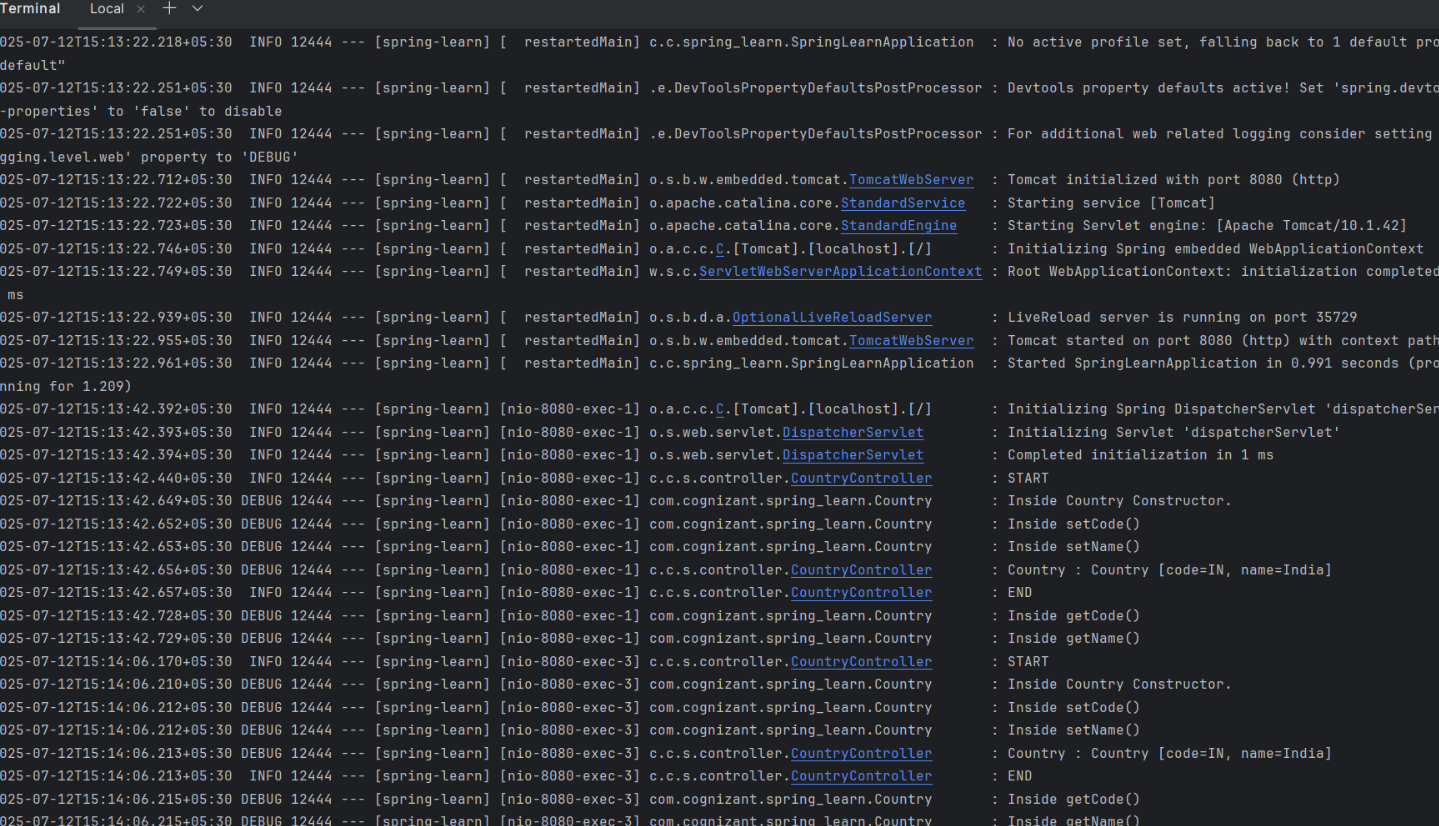 Terminal Local × + ⌄
025-07-12T15:13:22.218+05:30  INFO 12444 --- [spring-learn] [  restartedMain] c.c.spring_learn.SpringLearnApplication  : No active profile set, falling back to 1 default pro
default"
025-07-12T15:13:22.251+05:30  INFO 12444 --- [spring-learn] [  restartedMain] .e.DevToolsPropertyDefaultsPostProcessor : Devtools property defaults active! Set 'spring.devto
-properties' to 'false' to disable
025-07-12T15:13:22.251+05:30  INFO 12444 --- [spring-learn] [  restartedMain] .e.DevToolsPropertyDefaultsPostProcessor : For additional web related logging consider setting
gging.level.web' property to 'DEBUG'
025-07-12T15:13:22.712+05:30  INFO 12444 --- [spring-learn] [  restartedMain] o.s.b.w.embedded.tomcat.TomcatWebServer  : Tomcat initialized with port 8080 (http)
025-07-12T15:13:22.722+05:30  INFO 12444 --- [spring-learn] [  restartedMain] o.apache.catalina.core.StandardService   : Starting service [Tomcat]
025-07-12T15:13:22.723+05:30  INFO 12444 --- [spring-learn] [  restartedMain] o.apache.catalina.core.StandardEngine    : Starting Servlet engine: [Apache Tomcat/10.1.42]
025-07-12T15:13:22.746+05:30  INFO 12444 --- [spring-learn] [  restartedMain] o.a.c.c.C.[Tomcat].[localhost].[/]       : Initializing Spring embedded WebApplicationContext
025-07-12T15:13:22.749+05:30  INFO 12444 --- [spring-learn] [  restartedMain] w.s.c.ServletWebServerApplicationContext : Root WebApplicationContext: initialization completed
 ms
025-07-12T15:13:22.939+05:30  INFO 12444 --- [spring-learn] [  restartedMain] o.s.b.d.a.OptionalLiveReloadServer       : LiveReload server is running on port 35729
025-07-12T15:13:22.955+05:30  INFO 12444 --- [spring-learn] [  restartedMain] o.s.b.w.embedded.tomcat.TomcatWebServer  : Tomcat started on port 8080 (http) with context path
025-07-12T15:13:22.961+05:30  INFO 12444 --- [spring-learn] [  restartedMain] c.c.spring_learn.SpringLearnApplication  : Started SpringLearnApplication in 0.991 seconds (pro
nning for 1.209)
025-07-12T15:13:42.392+05:30  INFO 12444 --- [spring-learn] [nio-8080-exec-1] o.a.c.c.C.[Tomcat].[localhost].[/]       : Initializing Spring DispatcherServlet 'dispatcherSer
025-07-12T15:13:42.393+05:30  INFO 12444 --- [spring-learn] [nio-8080-exec-1] o.s.web.servlet.DispatcherServlet        : Initializing Servlet 'dispatcherServlet'
025-07-12T15:13:42.394+05:30  INFO 12444 --- [spring-learn] [nio-8080-exec-1] o.s.web.servlet.DispatcherServlet        : Completed initialization in 1 ms
025-07-12T15:13:42.440+05:30  INFO 12444 --- [spring-learn] [nio-8080-exec-1] c.c.s.controller.CountryController       : START
025-07-12T15:13:42.649+05:30 DEBUG 12444 --- [spring-learn] [nio-8080-exec-1] com.cognizant.spring_learn.Country       : Inside Country Constructor.
025-07-12T15:13:42.652+05:30 DEBUG 12444 --- [spring-learn] [nio-8080-exec-1] com.cognizant.spring_learn.Country       : Inside setCode()
025-07-12T15:13:42.653+05:30 DEBUG 12444 --- [spring-learn] [nio-8080-exec-1] com.cognizant.spring_learn.Country       : Inside setName()
025-07-12T15:13:42.656+05:30 DEBUG 12444 --- [spring-learn] [nio-8080-exec-1] c.c.s.controller.CountryController       : Country : Country [code=IN, name=India]
025-07-12T15:13:42.657+05:30  INFO 12444 --- [spring-learn] [nio-8080-exec-1] c.c.s.controller.CountryController       : END
025-07-12T15:13:42.728+05:30 DEBUG 12444 --- [spring-learn] [nio-8080-exec-1] com.cognizant.spring_learn.Country       : Inside getCode()
025-07-12T15:13:42.729+05:30 DEBUG 12444 --- [spring-learn] [nio-8080-exec-1] com.cognizant.spring_learn.Country       : Inside getName()
025-07-12T15:14:06.170+05:30  INFO 12444 --- [spring-learn] [nio-8080-exec-3] c.c.s.controller.CountryController       : START
025-07-12T15:14:06.210+05:30 DEBUG 12444 --- [spring-learn] [nio-8080-exec-3] com.cognizant.spring_learn.Country       : Inside Country Constructor.
025-07-12T15:14:06.212+05:30 DEBUG 12444 --- [spring-learn] [nio-8080-exec-3] com.cognizant.spring_learn.Country       : Inside setCode()
025-07-12T15:14:06.212+05:30 DEBUG 12444 --- [spring-learn] [nio-8080-exec-3] com.cognizant.spring_learn.Country       : Inside setName()
025-07-12T15:14:06.213+05:30 DEBUG 12444 --- [spring-learn] [nio-8080-exec-3] c.c.s.controller.CountryController       : Country : Country [code=IN, name=India]
025-07-12T15:14:06.213+05:30  INFO 12444 --- [spring-learn] [nio-8080-exec-3] c.c.s.controller.CountryController       : END
025-07-12T15:14:06.215+05:30 DEBUG 12444 --- [spring-learn] [nio-8080-exec-3] com.cognizant.spring_learn.Country       : Inside getCode()
025-07-12T15:14:06.215+05:30 DEBUG 12444 --- [spring-learn] [nio-8080-exec-3] com.cognizant.spring_learn.Country       : Inside getName()